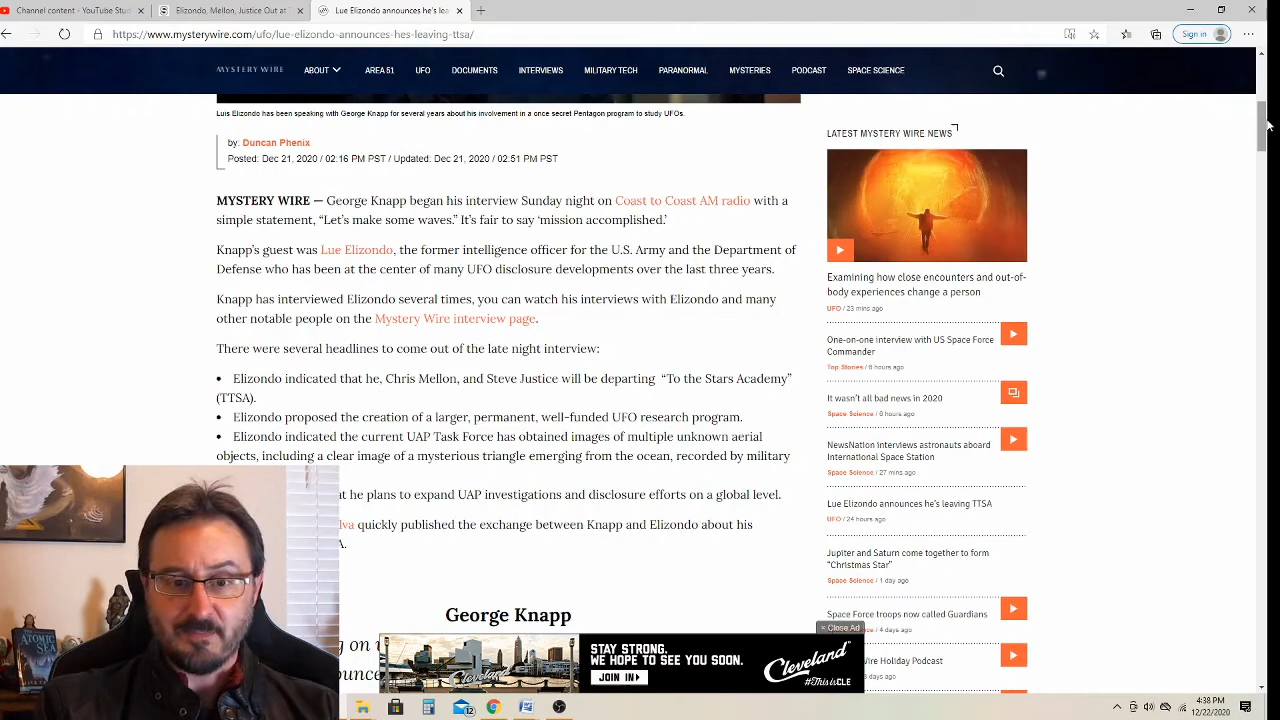 Channel content - YouTube Stud
Elizondo, Mellon, Justice Out at
Lue Elizondo announces he's lea
https://www.mysterywire.com/ufo/lue-elizondo-announces-hes-leaving-ttsa/
Sign in
MYSTERY WIRE
ABOUT
AREA 51
UFO
DOCUMENTS
INTERVIEWS
MILITARY TECH
PARANORMAL
MYSTERIES
PODCAST
SPACE SCIENCE
Luis Elizondo has been speaking with George Knapp for several years about his involvement in a once secret Pentagon program to study UFOs.
by: Duncan Phenix
Posted: Dec 21, 2020 / 02:16 PM PST / Updated: Dec 21, 2020 / 02:51 PM PST
MYSTERY WIRE — George Knapp began his interview Sunday night on Coast to Coast AM radio with a
simple statement, “Let’s make some waves.” It’s fair to say ‘mission accomplished.’
Knapp’s guest was Lue Elizondo, the former intelligence officer for the U.S. Army and the Department of
Defense who has been at the center of many UFO disclosure developments over the last three years.
Knapp has interviewed Elizondo several times, you can watch his interviews with Elizondo and many
other notable people on the Mystery Wire interview page.
There were several headlines to come out of the late night interview:
• Elizondo indicated that he, Chris Mellon, and Steve Justice will be departing “To the Stars Academy”
(TTSA).
• Elizondo proposed the creation of a larger, permanent, well-funded UFO research program.
• Elizondo indicated the current UAP Task Force has obtained images of multiple unknown aerial
objects, including a clear image of a mysterious triangle emerging from the ocean, recorded by military
at he plans to expand UAP investigations and disclosure efforts on a global level.
lva quickly published the exchange between Knapp and Elizondo about his
A.
George Knapp
ng on
ounce
LATEST MYSTERY WIRE NEWS
Examining how close encounters and out-of-
body experiences change a person
UFO / 23 mins ago
One-on-one interview with US Space Force
Commander
Top Stories / 6 hours ago
It wasn't all bad news in 2020
Space Science / 6 hours ago
NewsNation interviews astronauts aboard
International Space Station
Space Science / 27 mins ago
Lue Elizondo announces he's leaving TTSA
UFO / 24 hours ago
Jupiter and Saturn come together to form
“Christmas Star”
Space Science / 1 day ago
Space Force troops now called Guardians
ce / 4 days ago
Wire Holiday Podcast
days ago
× Close Ad
STAY STRONG.
WE HOPE TO SEE YOU SOON.
JOIN IN
Cleveland
#ThisisCLE
ATOMIC
SEA
12
4:38 PM
12/22/2020